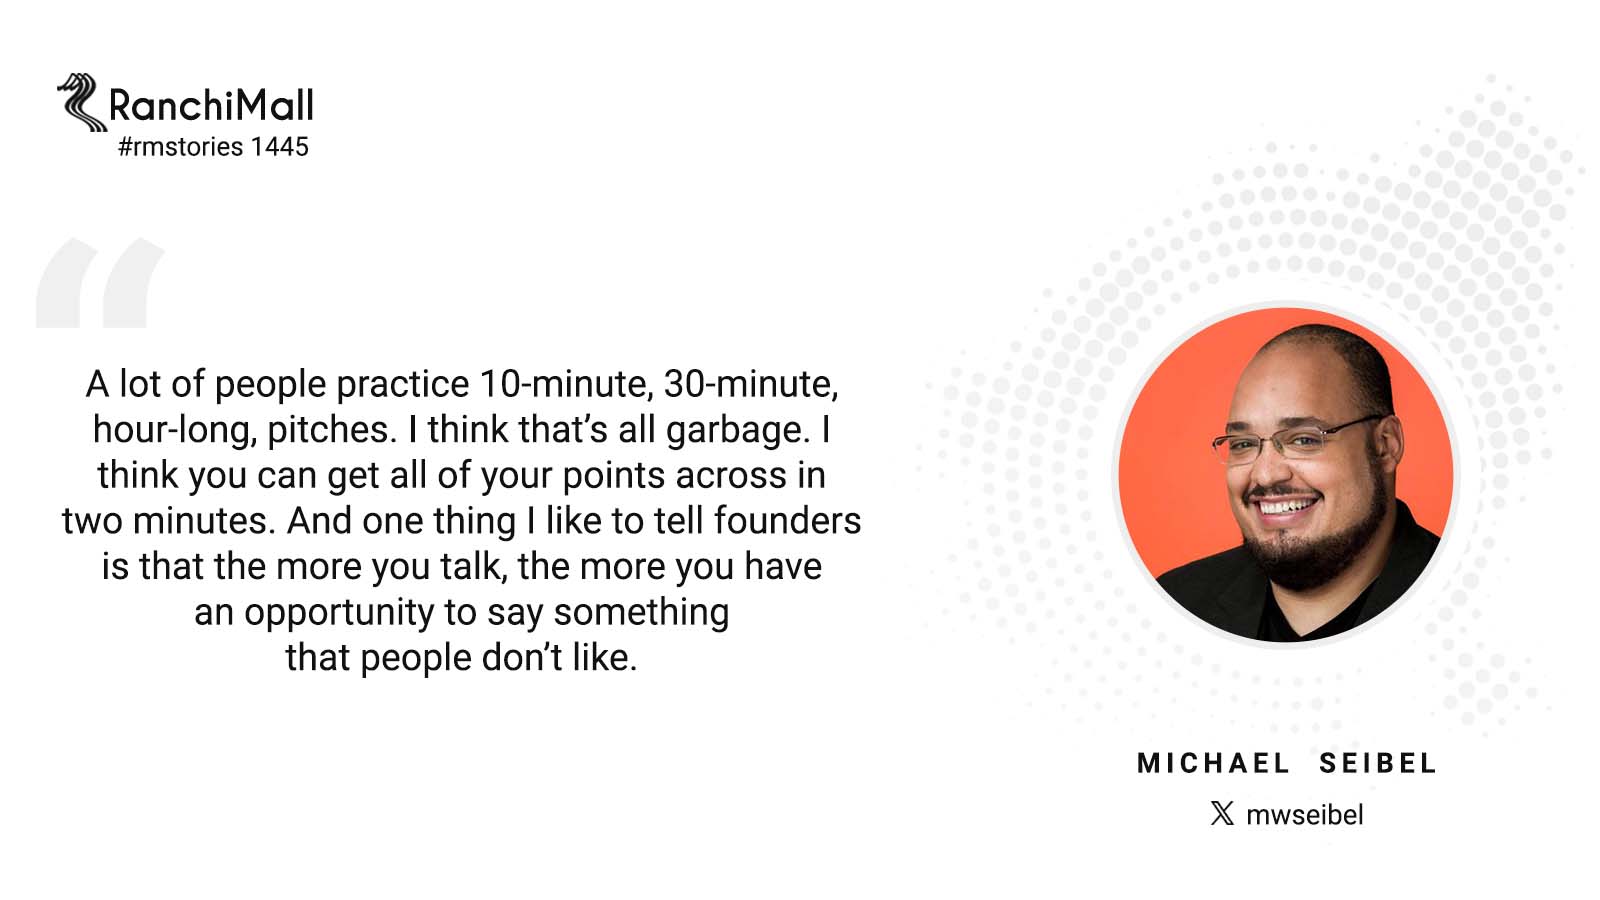 RanchiMall
#rmstories 1445
“
A lot of people practice 10-minute, 30-minute,
hour-long, pitches. I think that’s all garbage. I
think you can get all of your points across in
two minutes. And one thing I like to tell founders
is that the more you talk, the more you have
an opportunity to say something
that people don’t like.
MICHAEL SEIBEL
X mwseibel